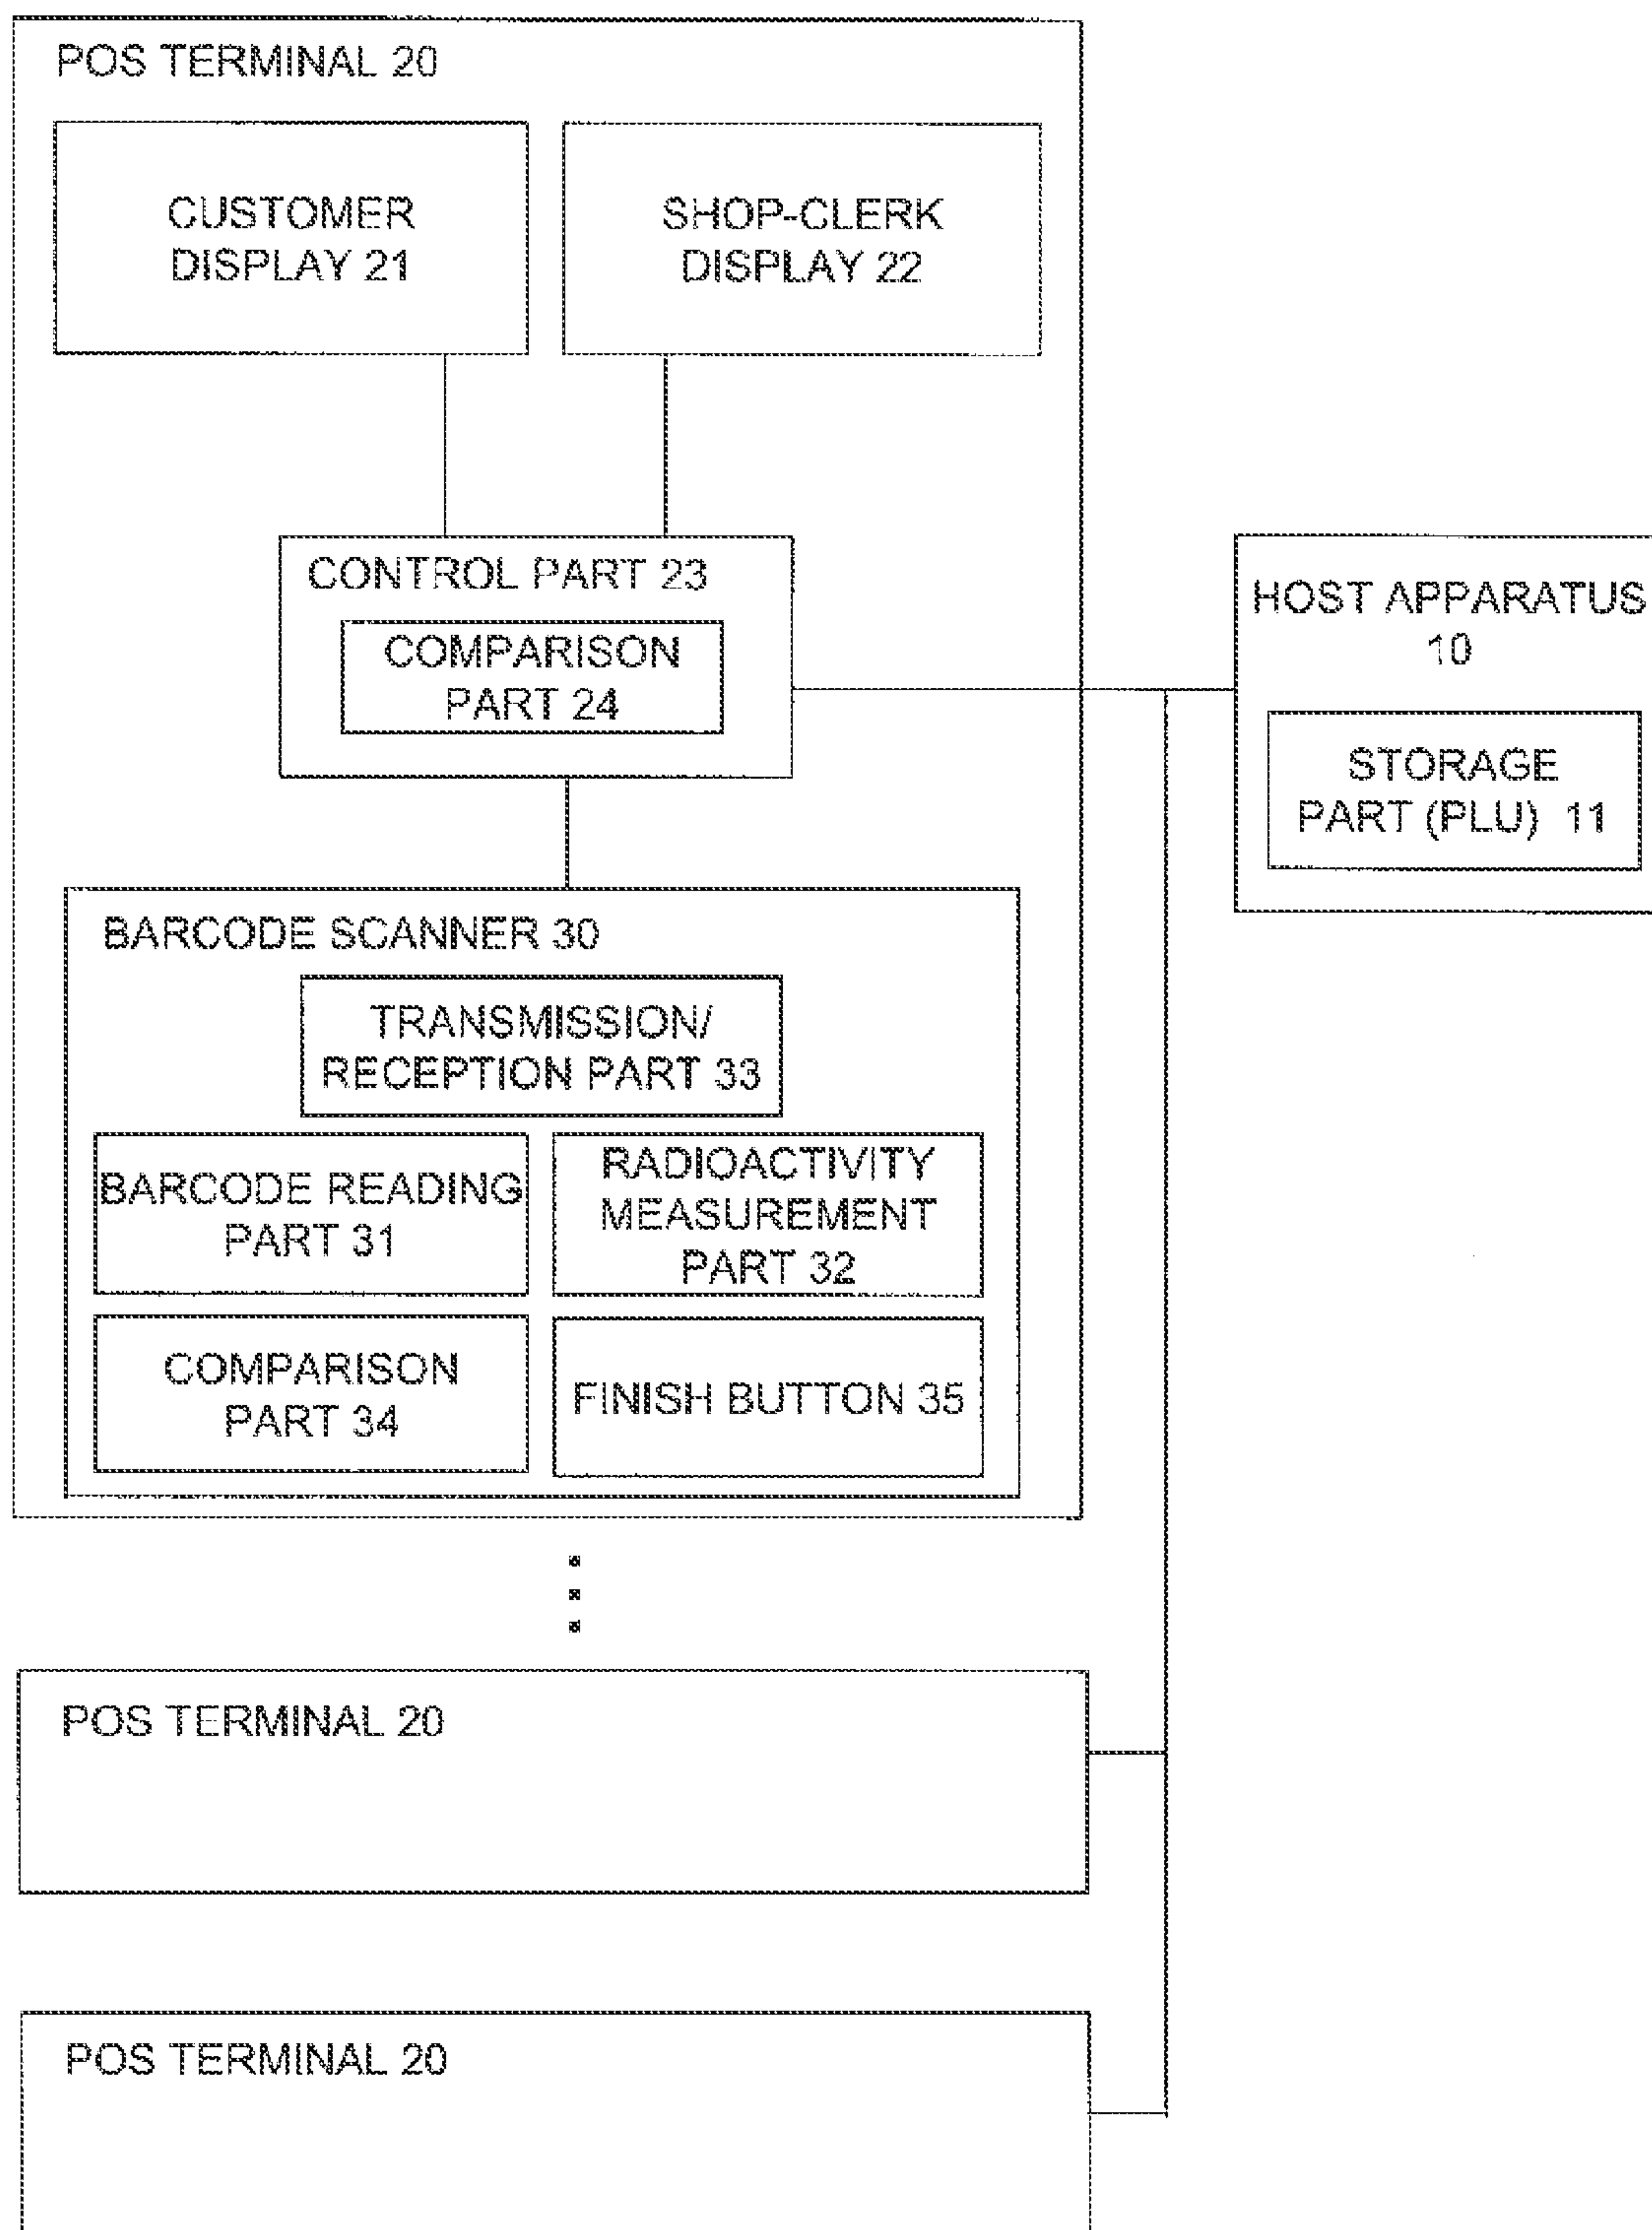 POS TERMINAL 20
CUSTOMER
DISPLAY 21
SHOP-CLERK
DISPLAY 22
CONTROL PART 23
COMPARISON
PART 24
HOST APPARATUS
10
STORAGE
PART (PLU) 11
BARCODE SCANNER 30
TRANSMISSION/
RECEPTION PART 33
BARCODE READING
PART 31
RADIOACTIVITY
MEASUREMENT
PART 32
COMPARISON
PART 34
FINISH BUTTON 35
POS TERMINAL 20
POS TERMINAL 20